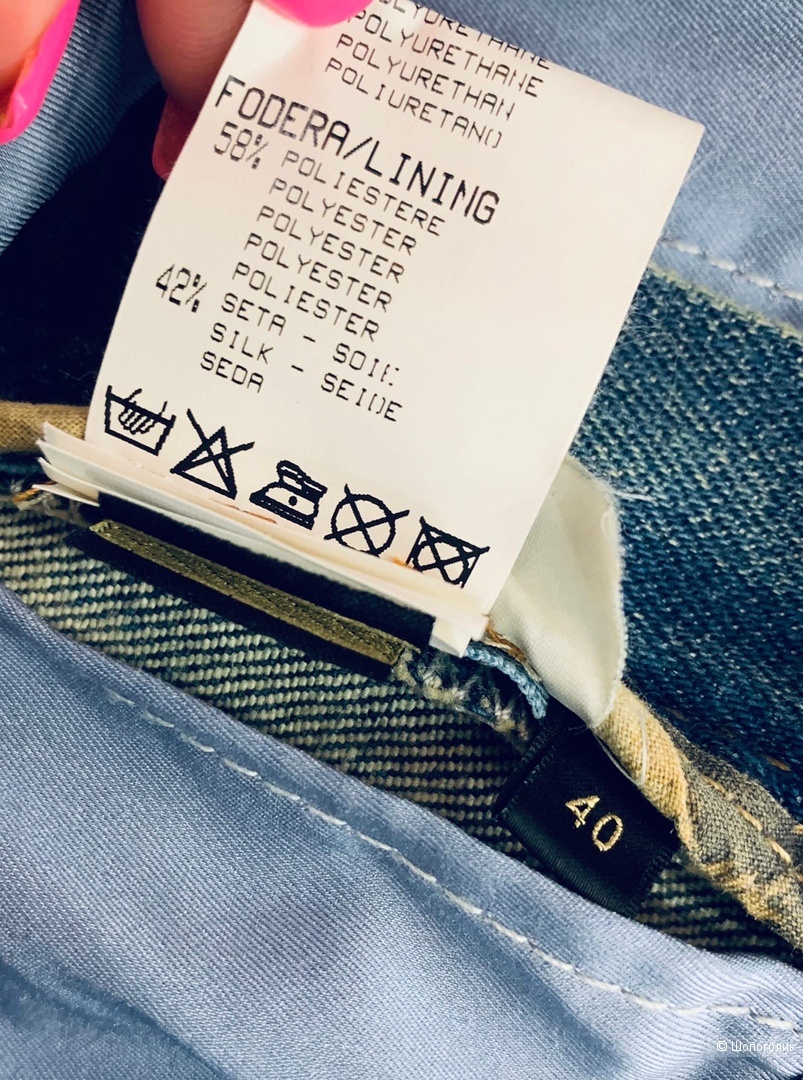 POLYURETHANE
POLYURETHANE
POLYURETHAN
POLIURETANO
FODERA/LINING
58% POLIESTERE
POLYESTER
POLYESTER
POLYESTER
POLIESTER
42% SETA - SOIE
SILK - SEIDE
SEDA
40
© Шопоголик